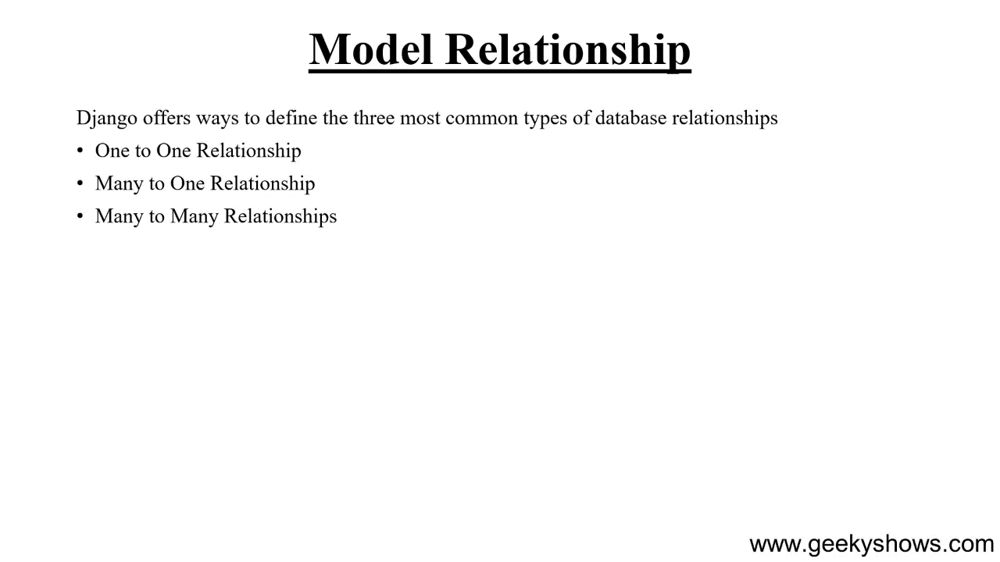 Model Relationship
Django offers ways to define the three most common types of database relationships
• One to One Relationship
• Many to One Relationship
• Many to Many Relationships
www.geekyshows.com